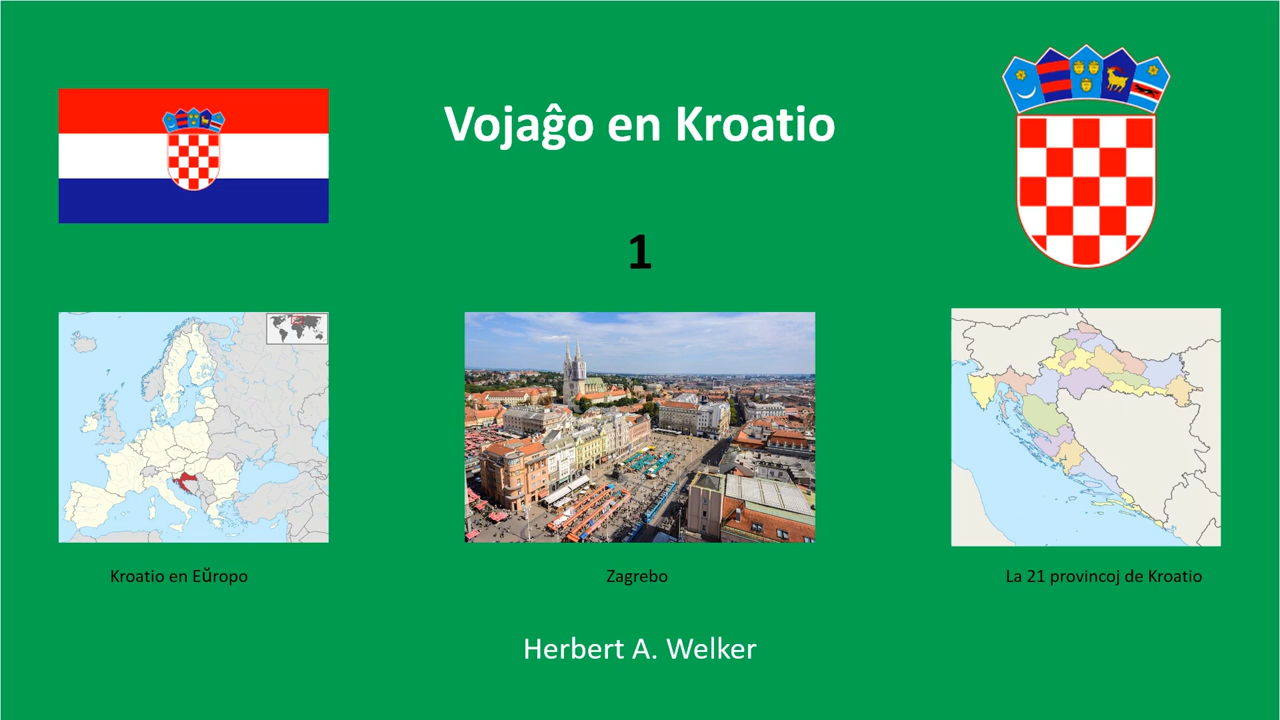 Vojaĝo en Kroatio
1
Kroatio en Eŭropo
Zagrebo
La 21 provincoj de Kroatio
Herbert A. Welker